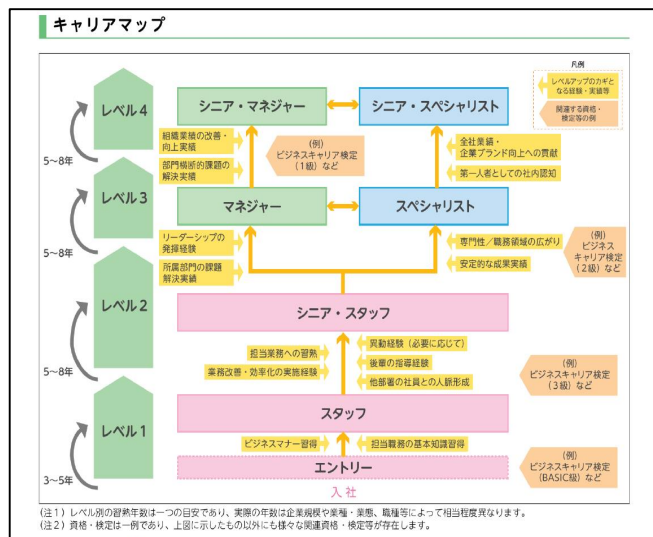 キャリアマップ
凡例
レベルアップのカギと
なる経験・実績等
関連する資格・
検定等の例
レベル4
シニア・マネジャー
シニア・スペシャリスト
組織業績の改善・
向上実績
部門横断的課題の
解決実績
(例)
ビジネスキャリア検定
(1級)など
全社業績・
企業ブランド向上への貢献
第一人者としての社内認知
5~8年
レベル3
マネジャー
スペシャリスト
リーダーシップの
発揮経験
所属部門の課題
解決実績
専門性/職務領域の広がり
安定的な成果実績
(例)
ビジネス
キャリア検定
(2級)など
5~8年
レベル2
シニア・スタッフ
担当業務への習熟
業務改善・効率化の実施経験
異動経験(必要に応じて)
後輩の指導経験
他部署の社員との人脈形成
(例)
ビジネスキャリア検定
(3級)など
5~8年
スタッフ
レベル1
ビジネスマナー習得
担当職務の基本知識習得
3~5年
エントリー
(例)
ビジネスキャリア検定
(BASIC級)など
入社
(注1)レベル別の習熟年数は一つの目安であり、実際の年数は企業規模や業種・業態、職種等によって相当程度異なります。
(注2)資格・検定は一例であり、上図に示したもの以外にも様々な関連資格・検定等が存在します。